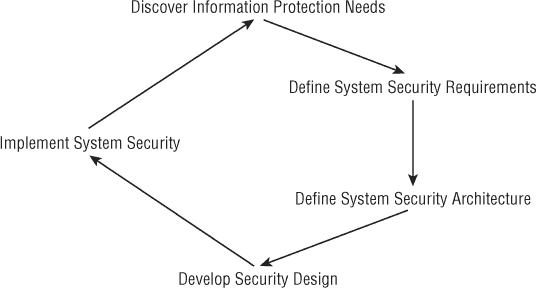 Discover Information Protection Needs
Define System Security Requirements
Implement System Security
Define System Security Architecture
Develop Security Design